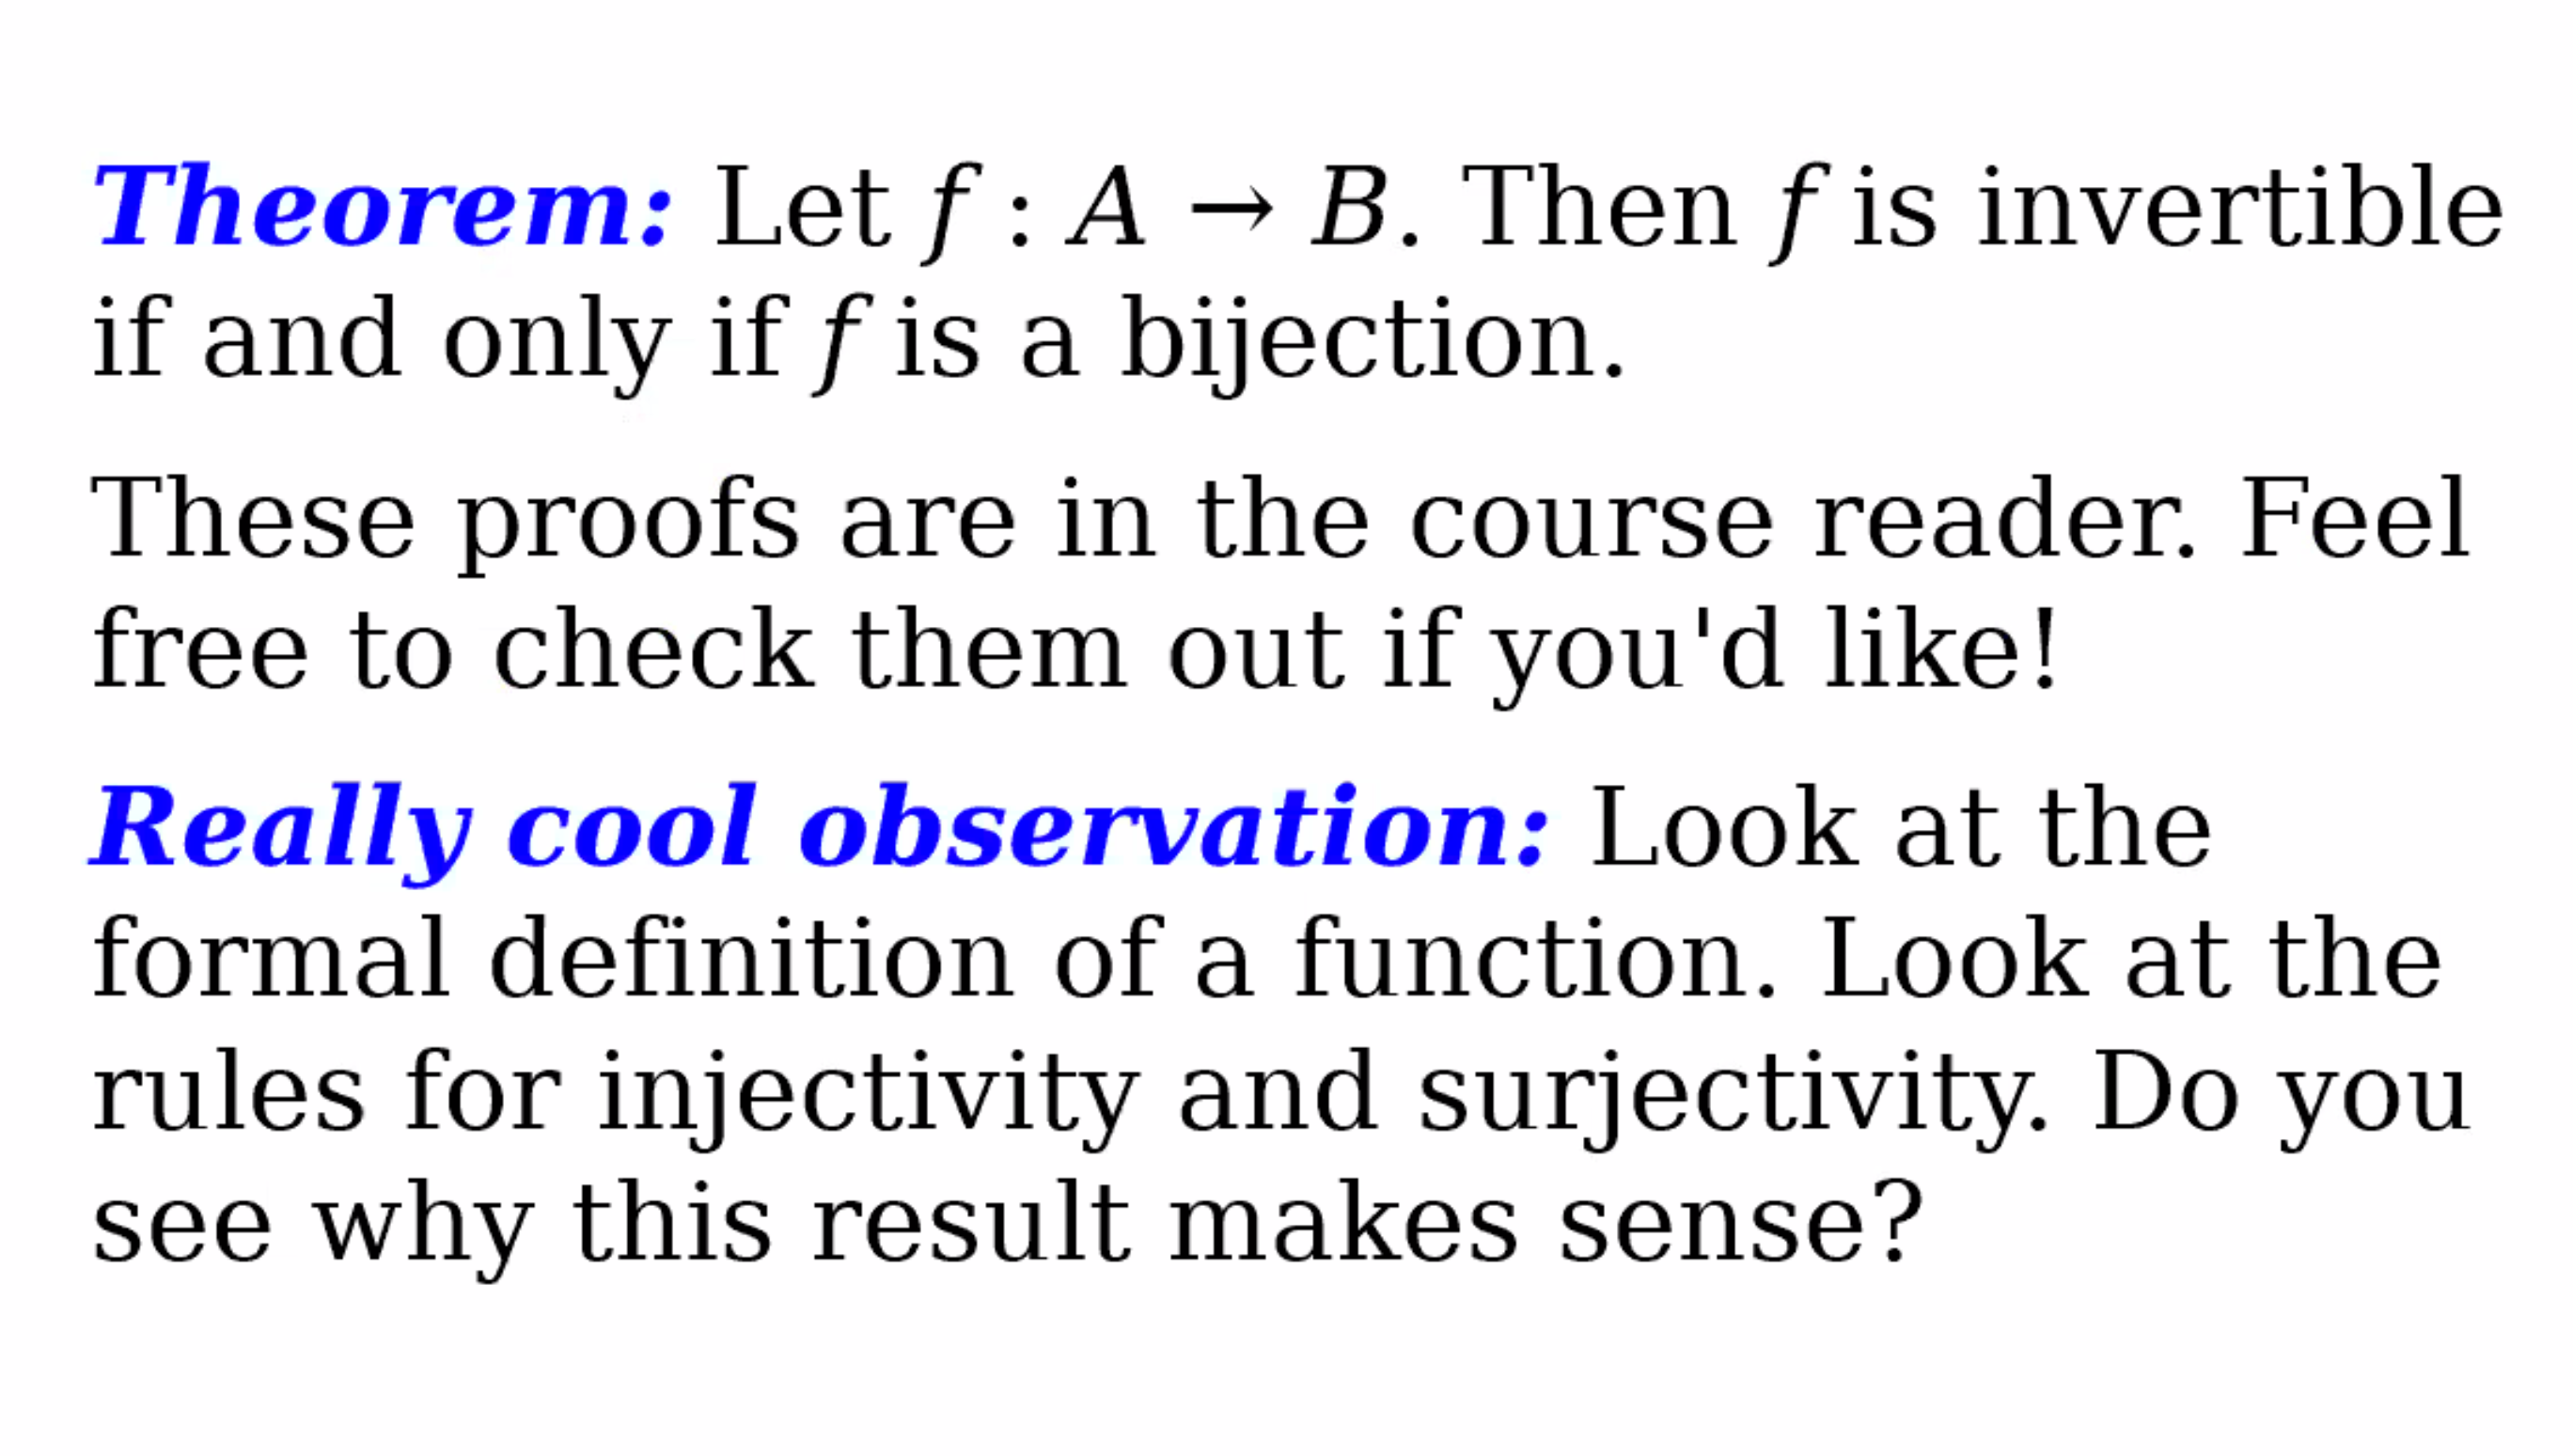 Theorem: Let f : A → B. Then f is invertible
if and only if f is a bijection.
These proofs are in the course reader. Feel
free to check them out if you'd like!
Really cool observation: Look at the
formal definition of a function. Look at the
rules for injectivity and surjectivity. Do you
see why this result makes sense?